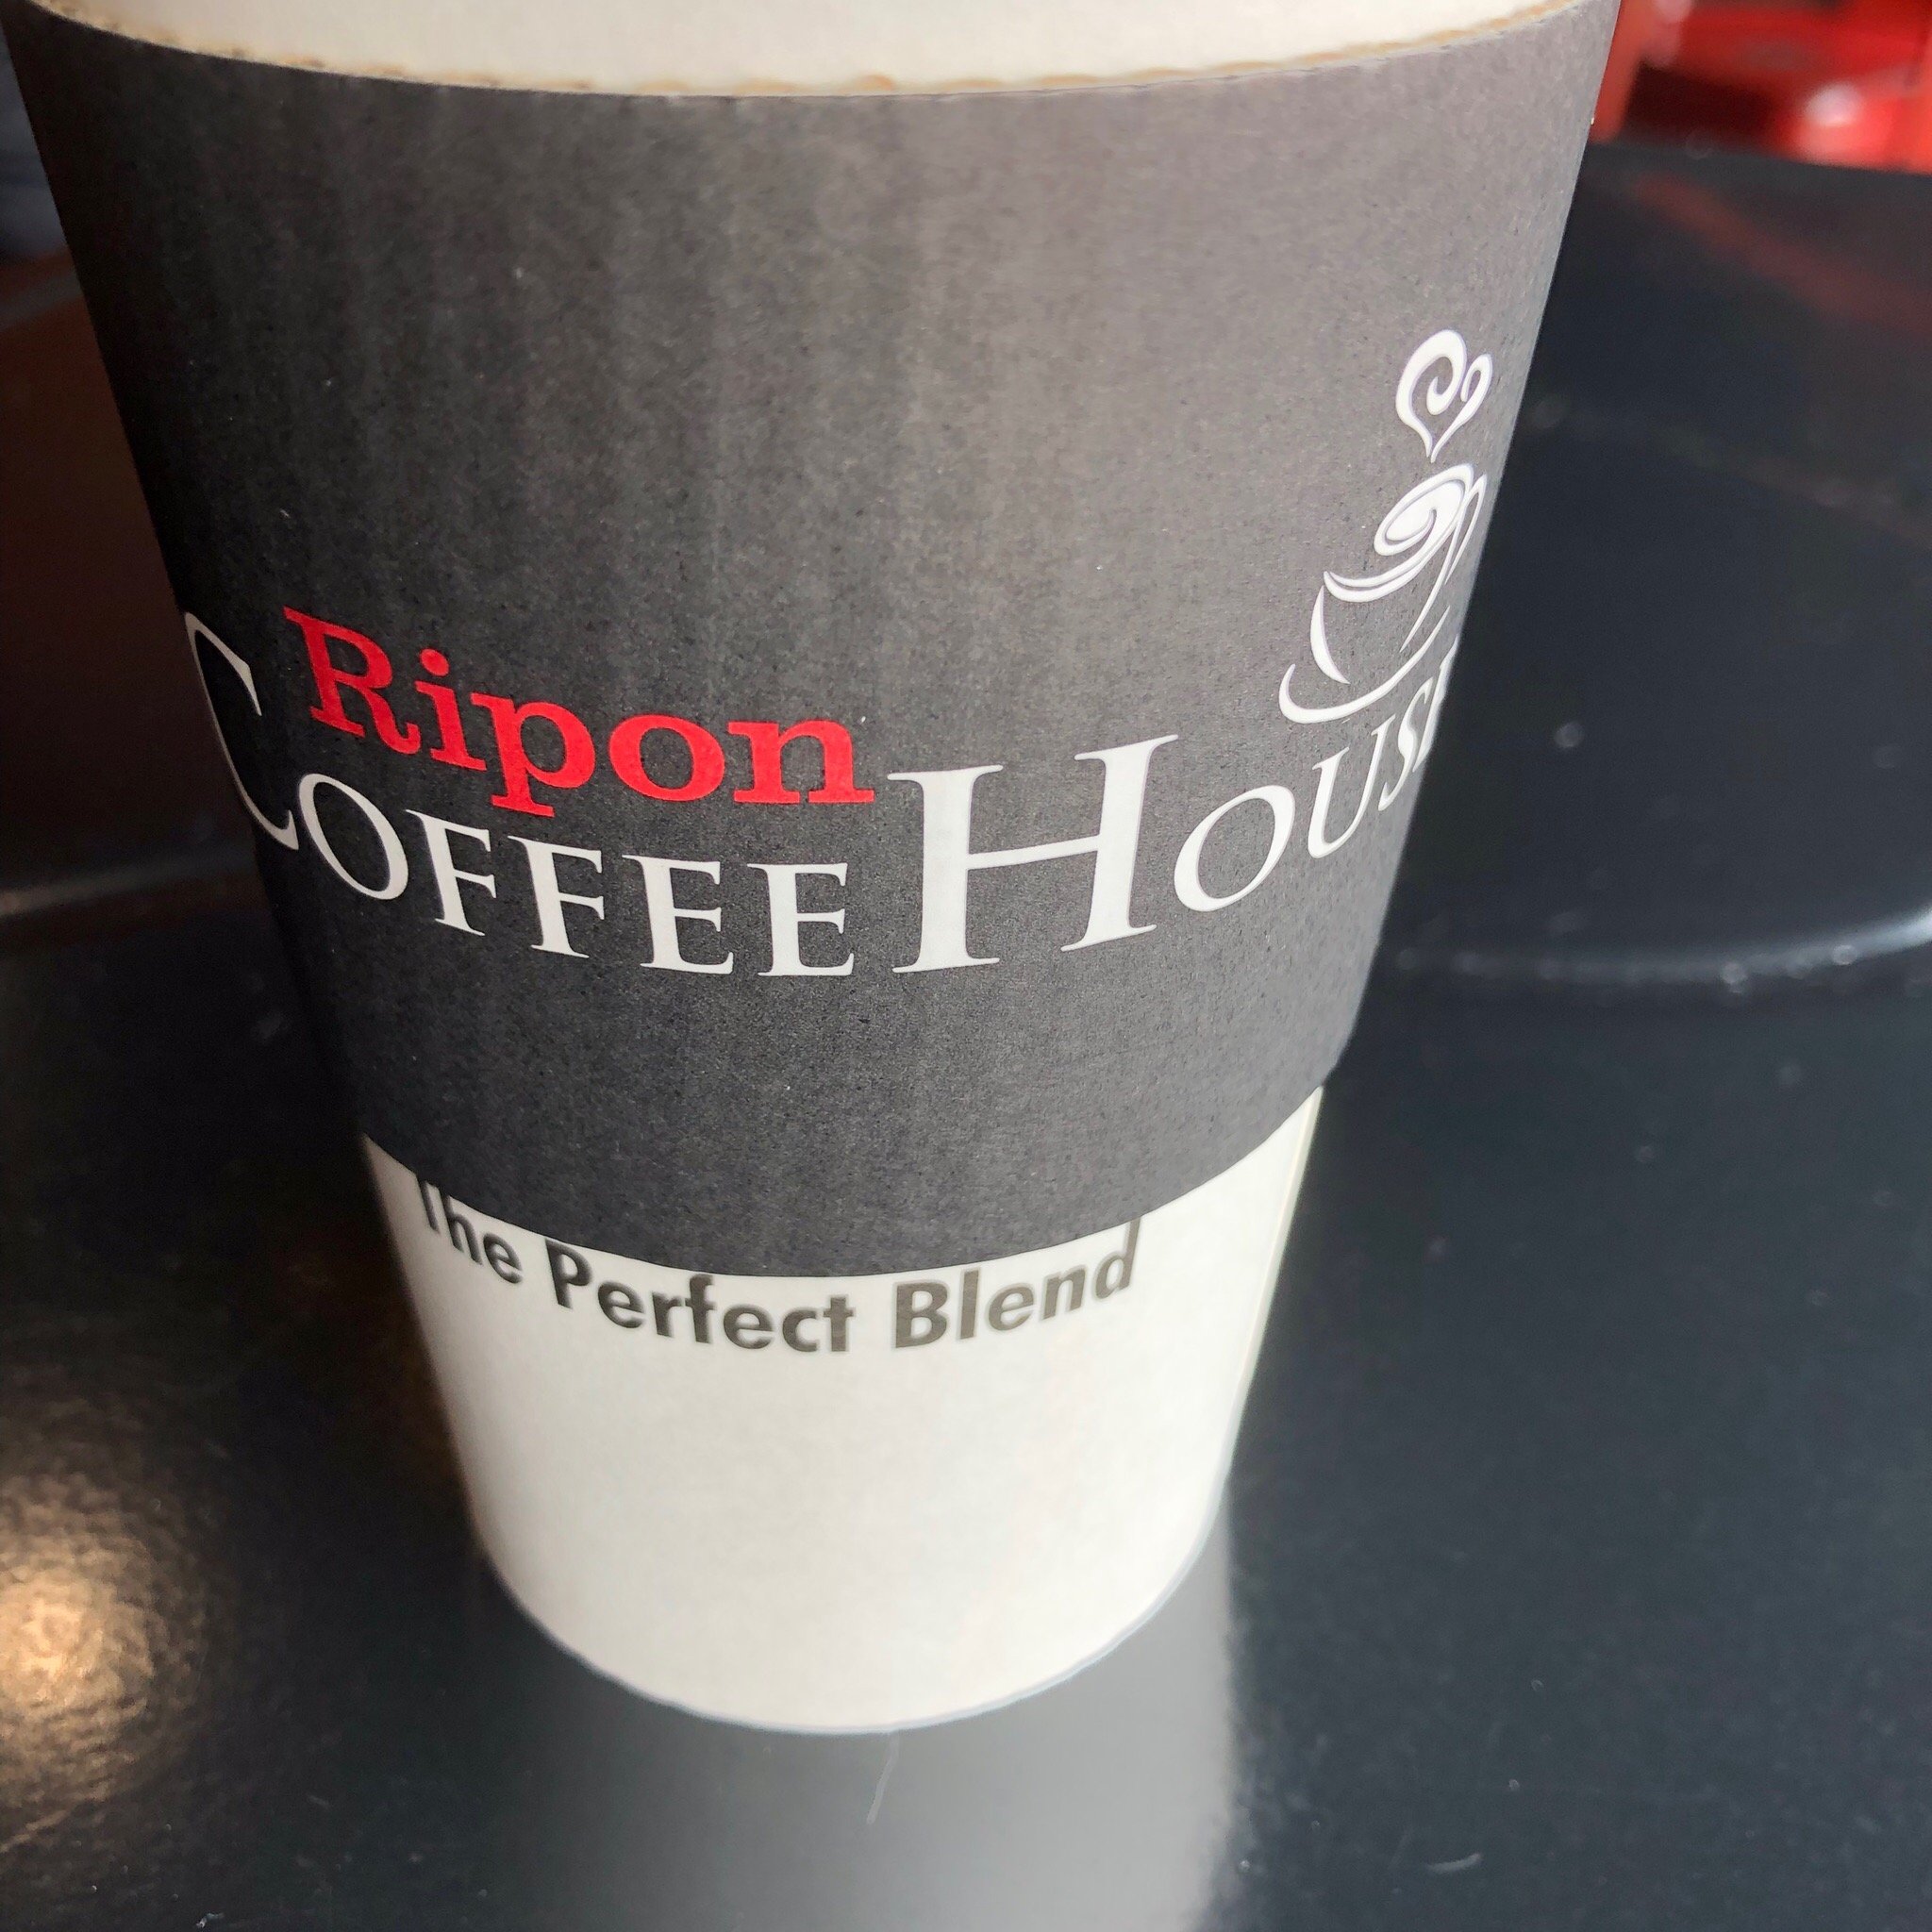 Ripon
COFFEE HOUSE
The Perfect Blend